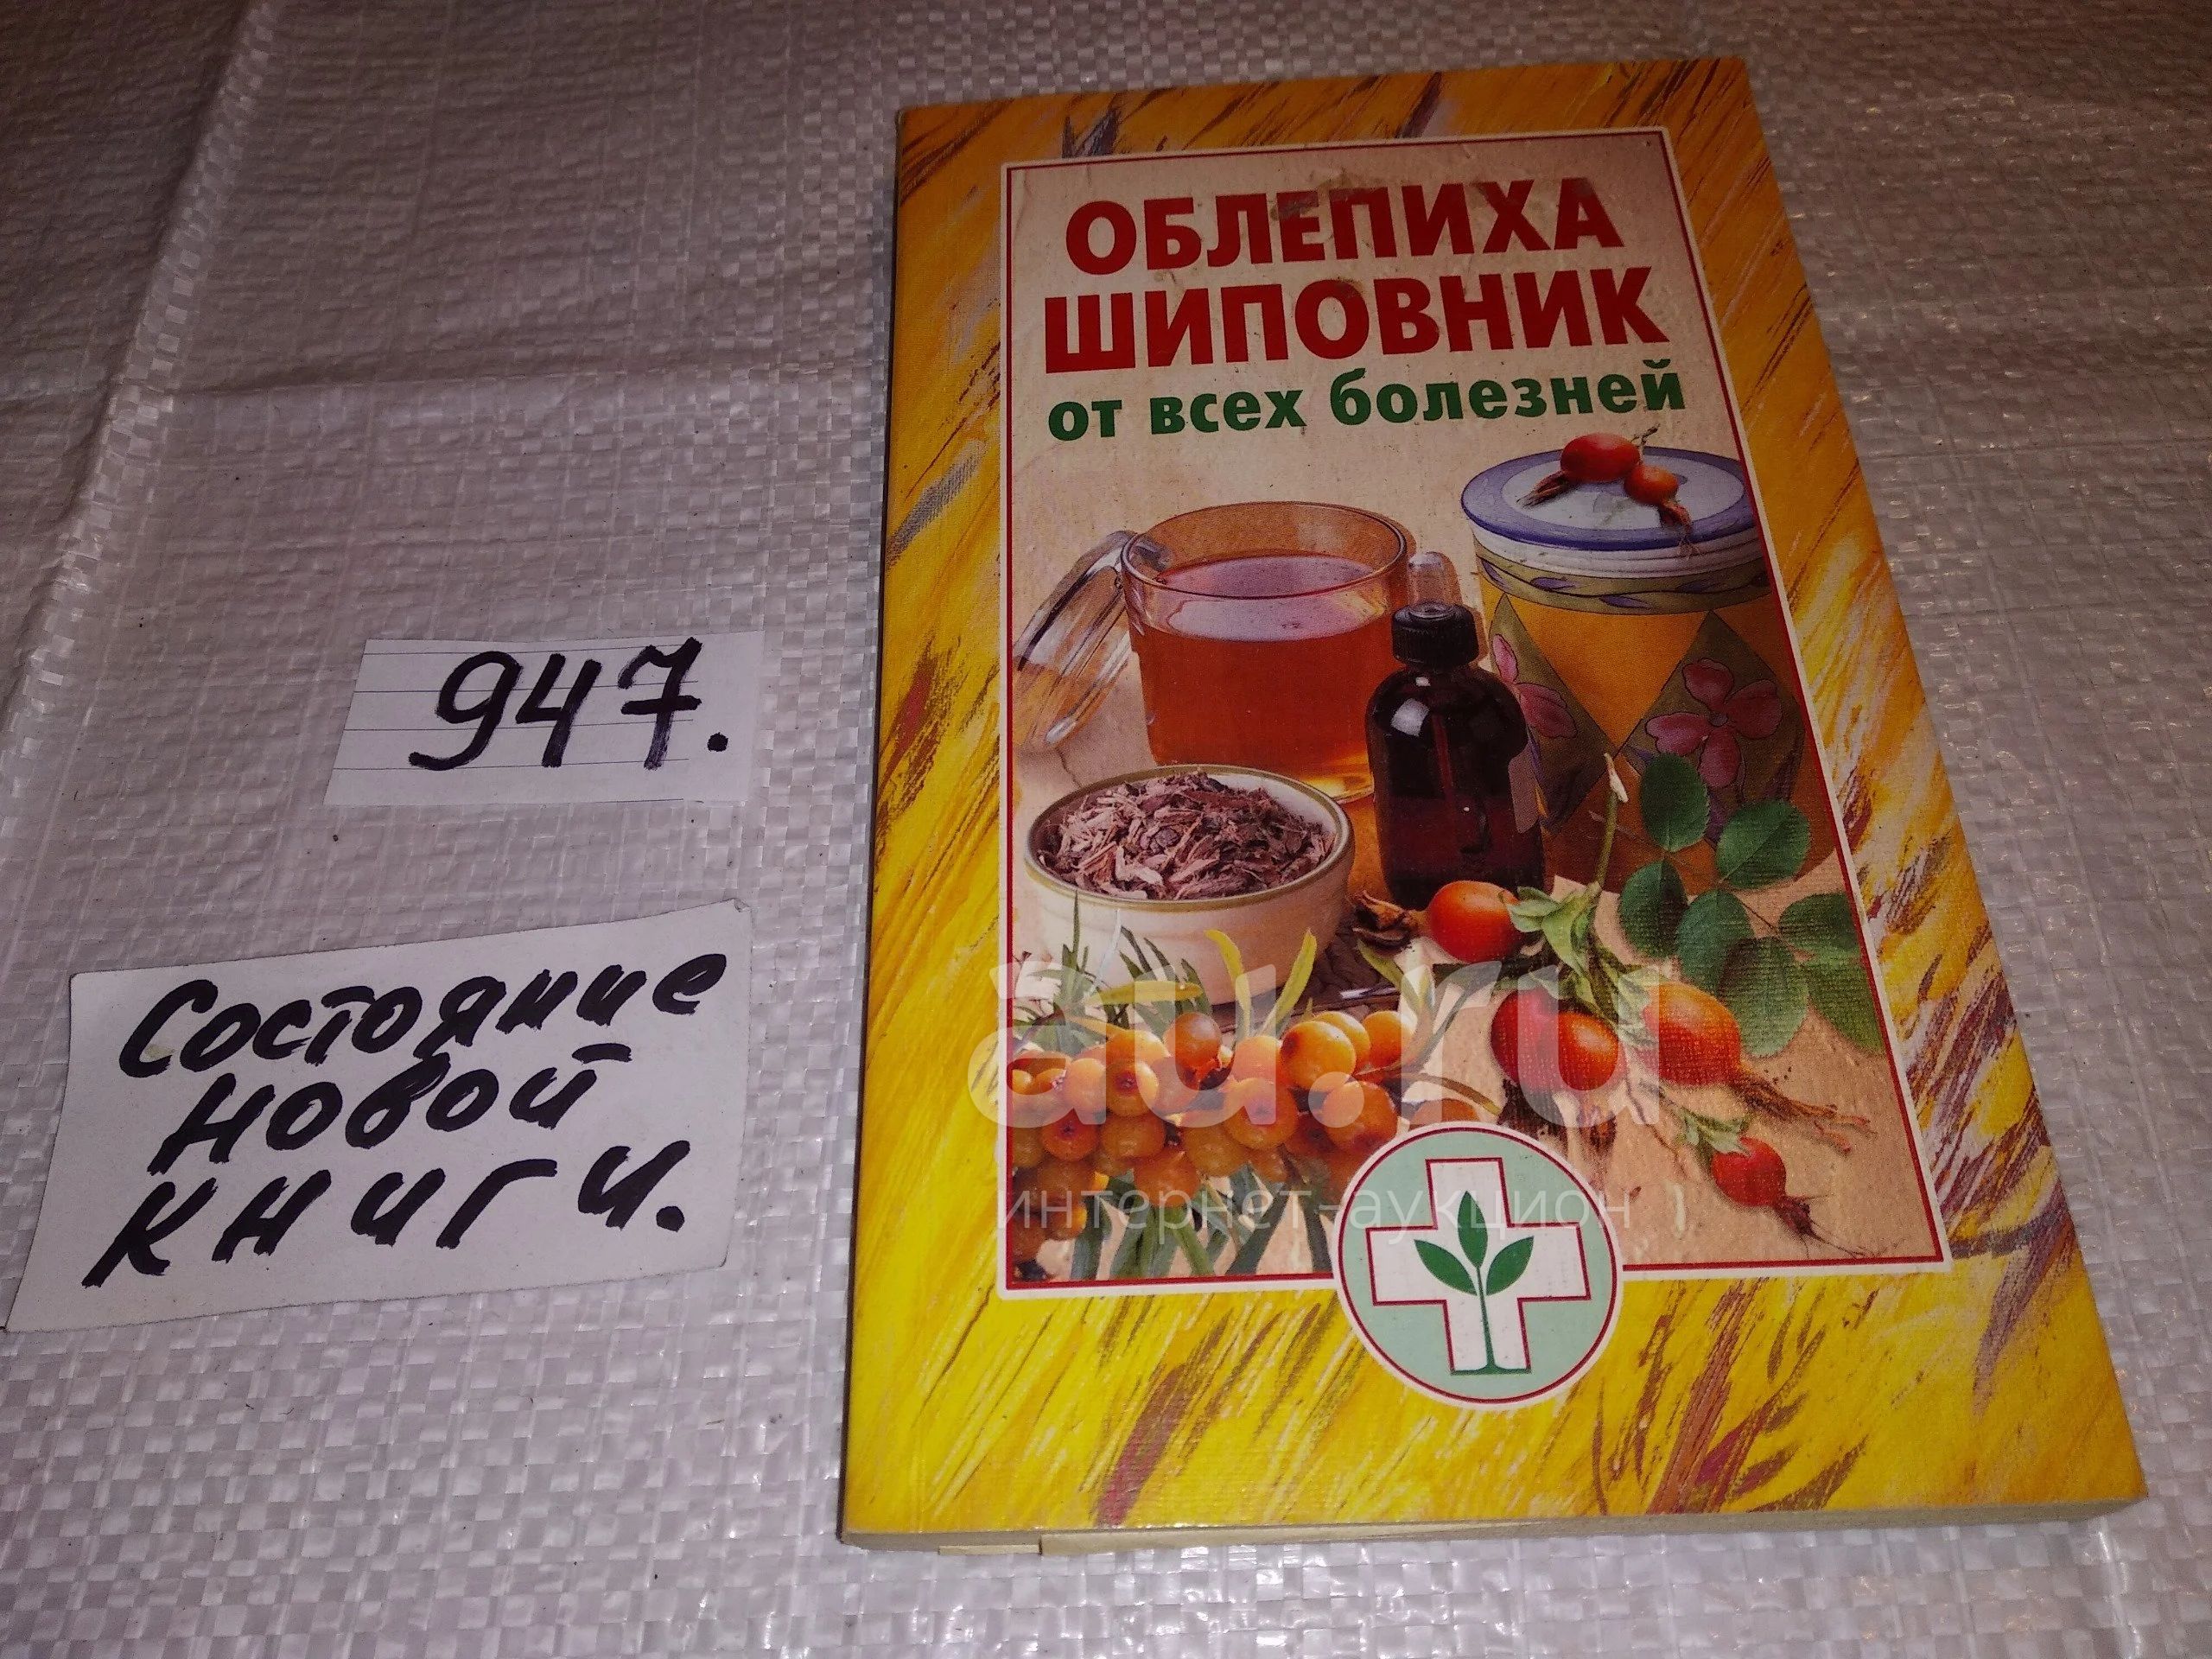 ОБЛЕПИХА
ШИПОВНИК
от всех болезней
947.
Состояние
новой
книги.
au.ru
интернет-аукцион